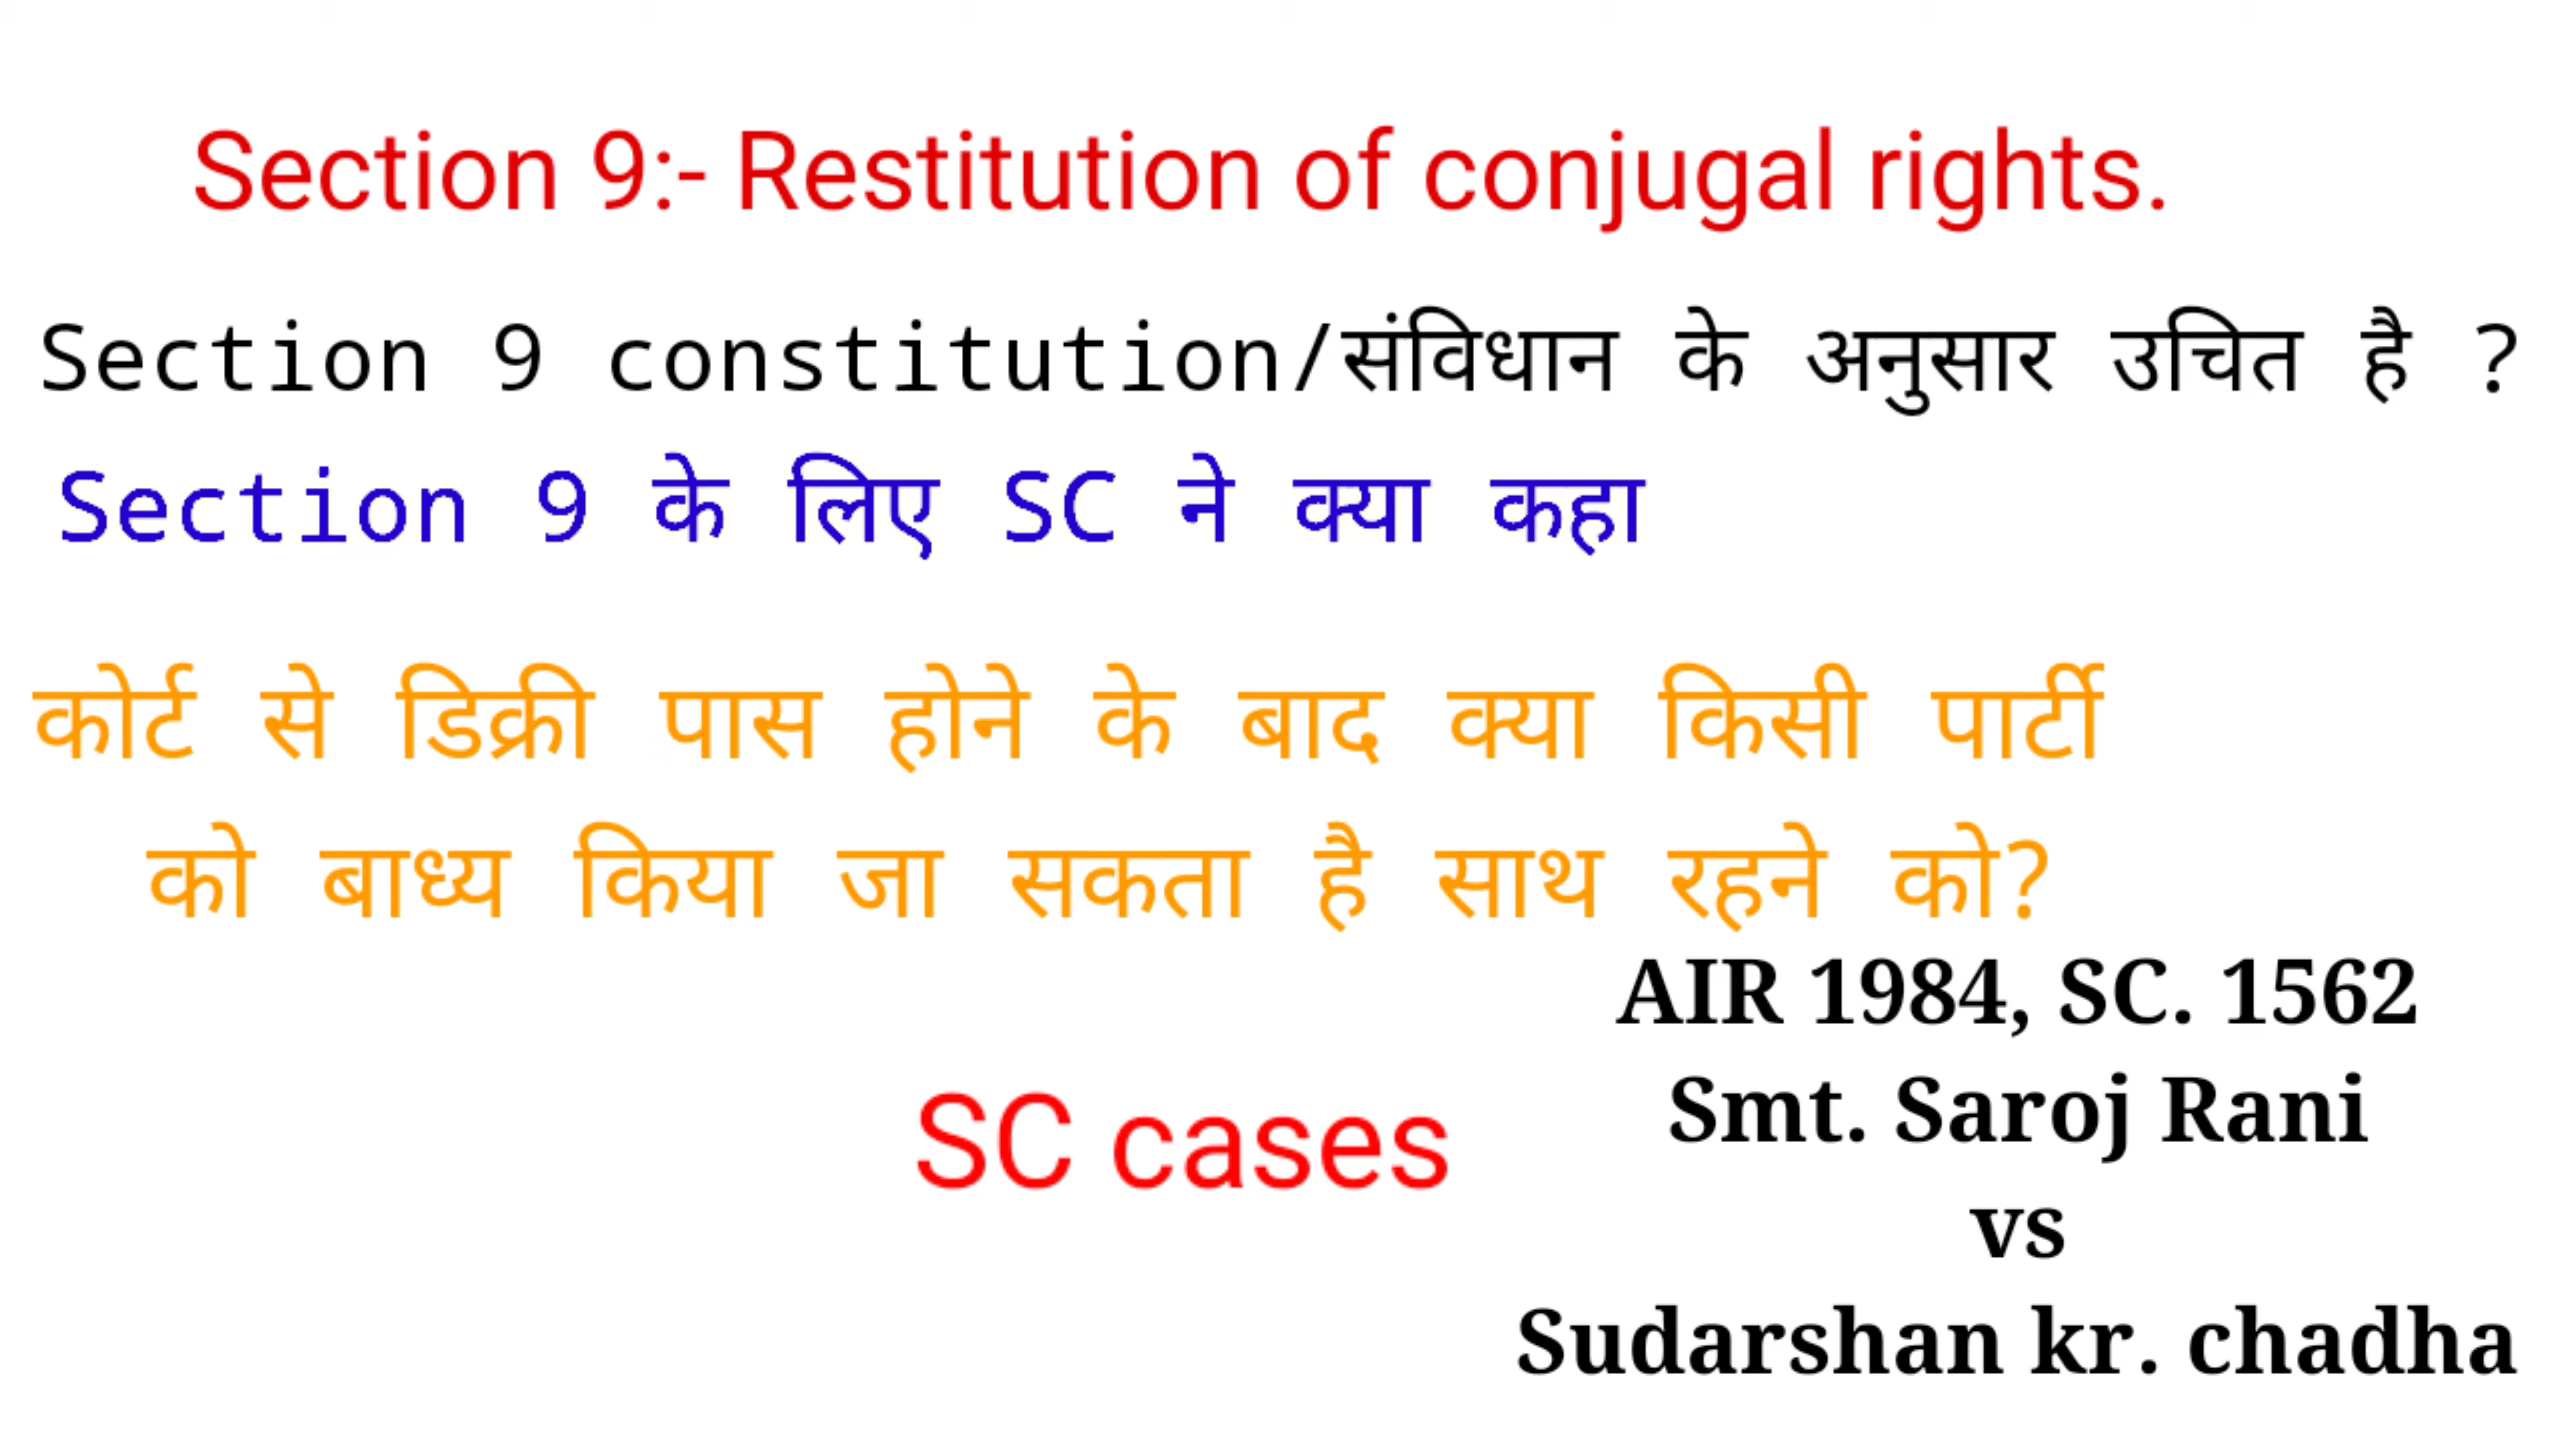 Section 9:- Restitution of conjugal rights.
Section 9 constitution/संविधान के अनुसार उचित है ?
Section 9 के लिए SC ने क्या कहा
कोर्ट से डिक्री पास होने के बाद क्या किसी पार्टी
को बाध्य किया जा सकता है साथ रहने को?
SC cases
AIR 1984, SC. 1562
Smt. Saroj Rani
vs
Sudarshan kr. chadha